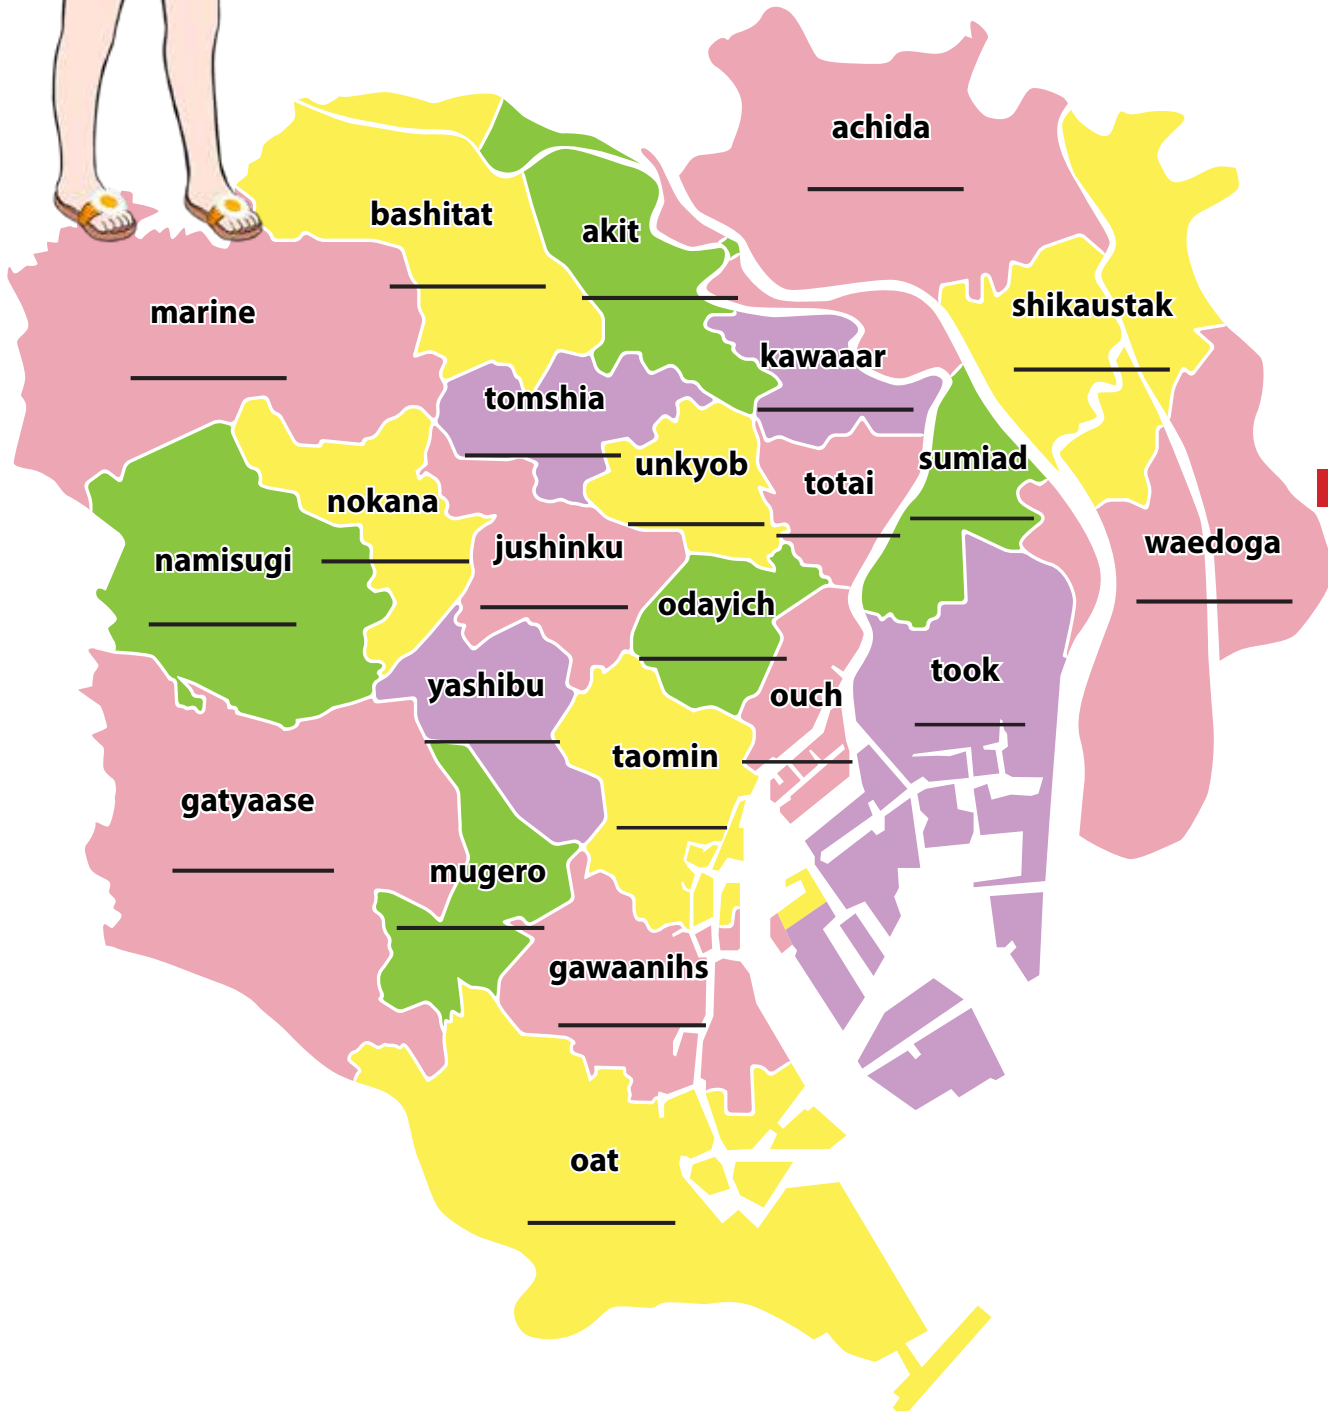 achida
bashitat
akit
marine
shikaustak
kawaaar
tomshia
unkyob
sumiad
totai
nokana
jushinku
waedoga
namisugi
odayich
took
yashibu
ouch
taomin
gatyaase
mugero
gawaanihs
oat